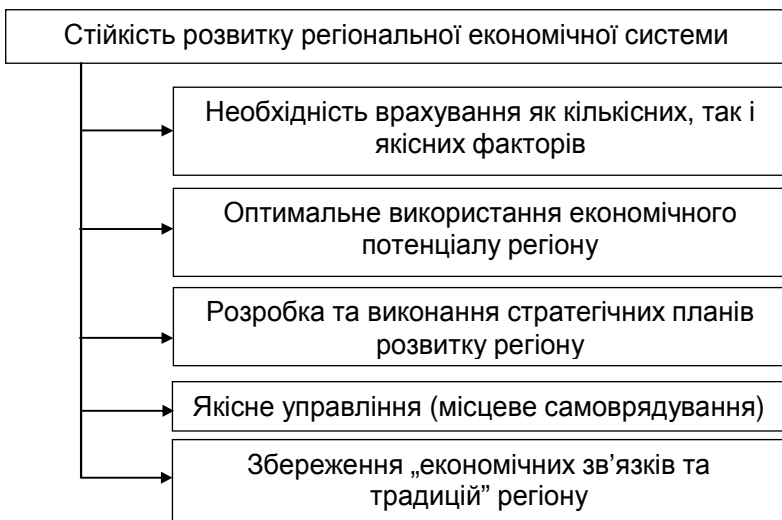 Стійкість розвитку регіональної економічної системи
Необхідність врахування як кількісних, так і
якісних факторів
Оптимальне використання економічного
потенціалу регіону
Розробка та виконання стратегічних планів
розвитку регіону
Якісне управління (місцеве самоврядування)
Збереження „економічних зв’язків та
традицій” регіону